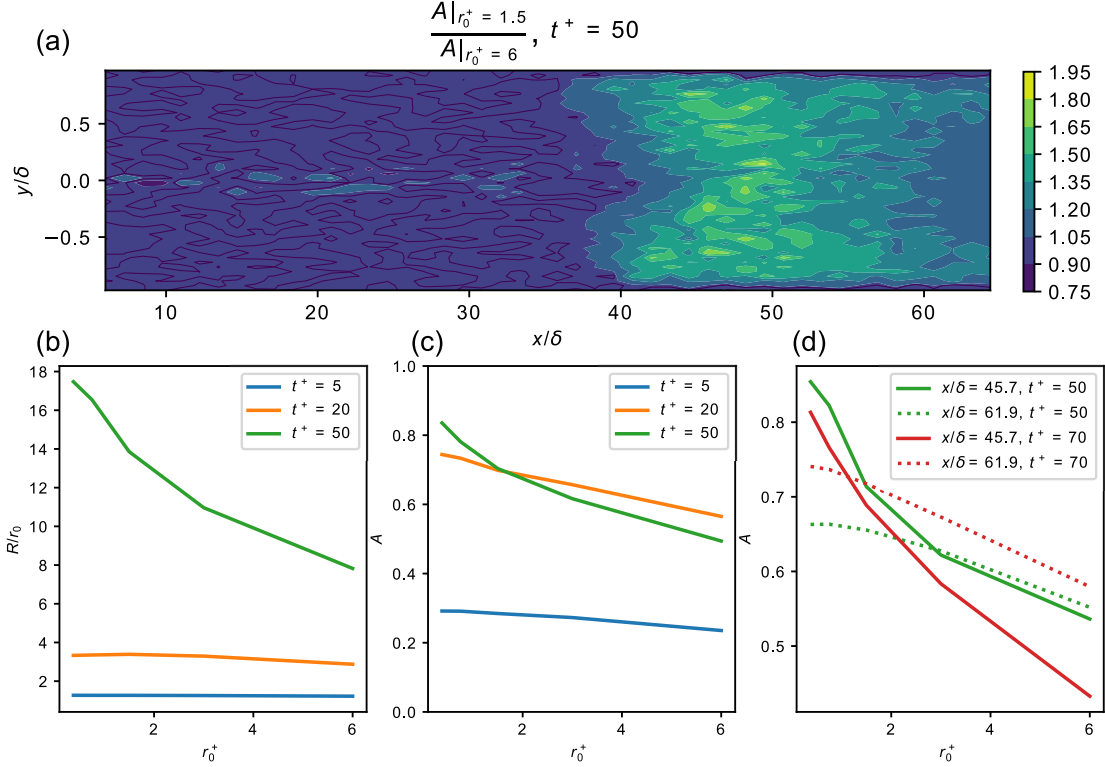 (a)
A|r₀⁺ = 1.5
A|r₀⁺ = 6
, t⁺ = 50
y/δ
0.5
0.0
−0.5
10 20 30 40 50 60
x/δ
1.95
1.80
1.65
1.50
1.35
1.20
1.05
0.90
0.75
(b)
R/r₀
18
16
14
12
10
8
6
4
2
t⁺ = 5
t⁺ = 20
t⁺ = 50
2 4 6
r₀⁺
(c)
A
1.0
0.8
0.6
0.4
0.2
0.0
t⁺ = 5
t⁺ = 20
t⁺ = 50
2 4 6
r₀⁺
(d)
A
0.8
0.7
0.6
0.5
x/δ = 45.7, t⁺ = 50
x/δ = 61.9, t⁺ = 50
x/δ = 45.7, t⁺ = 70
x/δ = 61.9, t⁺ = 70
2 4 6
r₀⁺